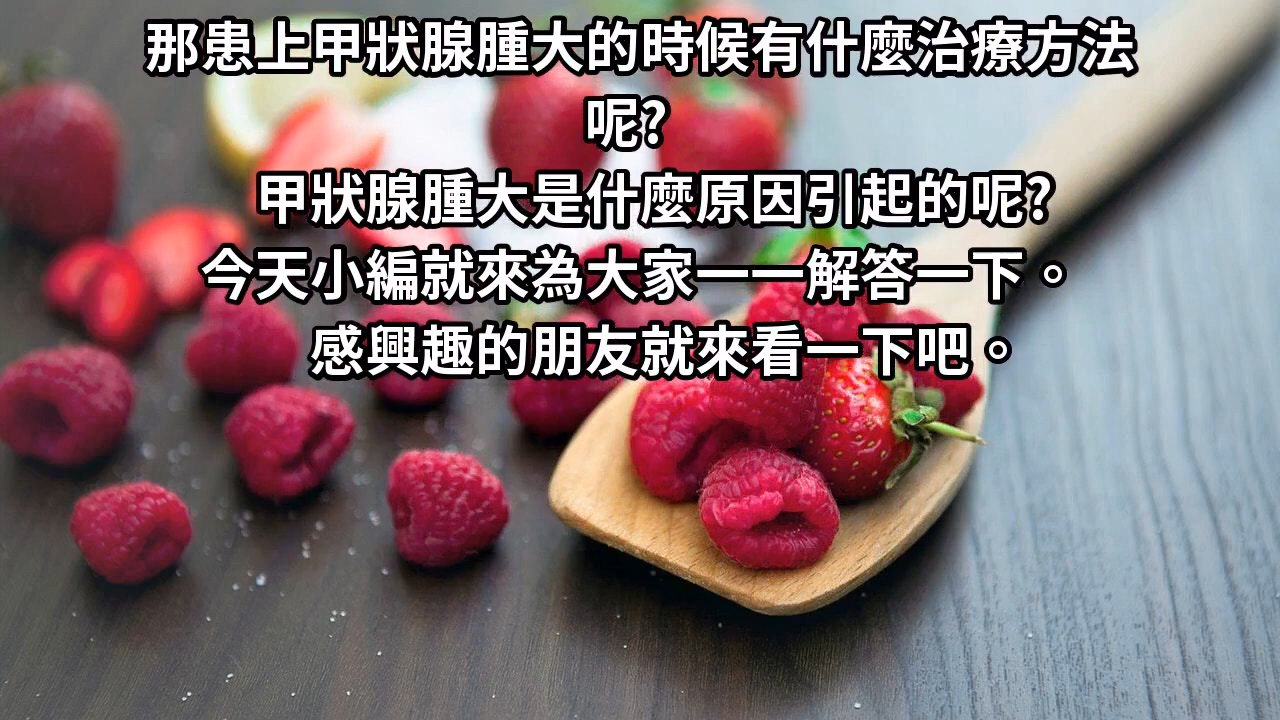 那患上甲狀腺腫大的時候有什麼治療方法
呢?
甲狀腺腫大是什麼原因引起的呢?
今天小編就來為大家一一解答一下。
感興趣的朋友就來看一下吧。